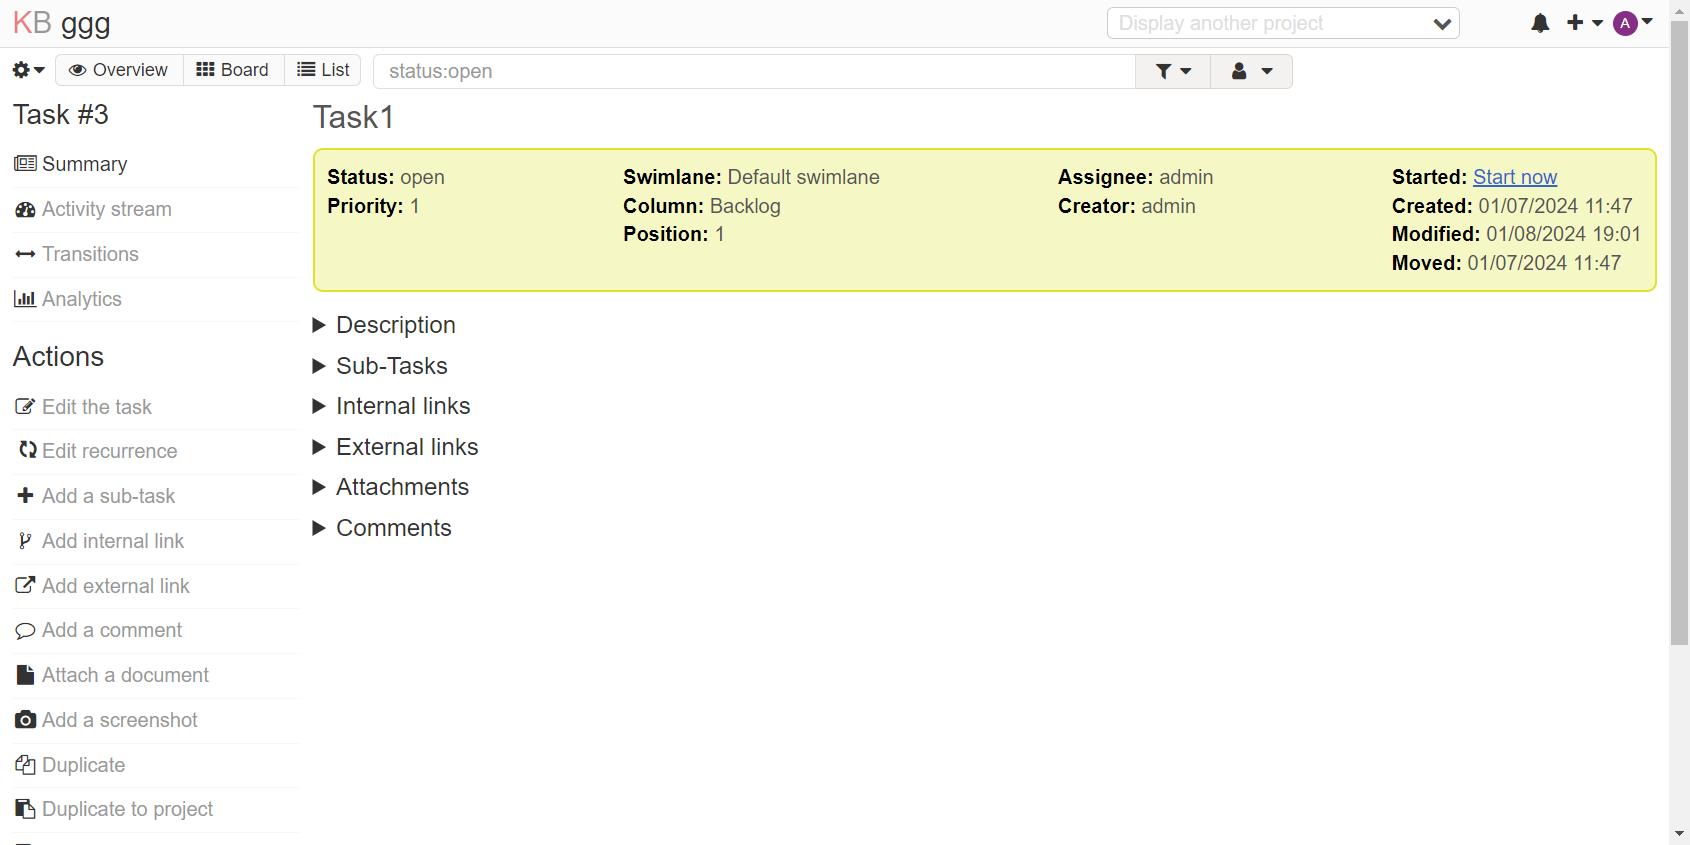 KB ggg
Display another project
A
Overview
Board
List
status:open
Task #3
Summary
Activity stream
Transitions
Analytics
Actions
Edit the task
Edit recurrence
Add a sub-task
Add internal link
Add external link
Add a comment
Attach a document
Add a screenshot
Duplicate
Duplicate to project
Task1
Status: open
Priority: 1
Swimlane: Default swimlane
Column: Backlog
Position: 1
Assignee: admin
Creator: admin
Started: Start now
Created: 01/07/2024 11:47
Modified: 01/08/2024 19:01
Moved: 01/07/2024 11:47
Description
Sub-Tasks
Internal links
External links
Attachments
Comments